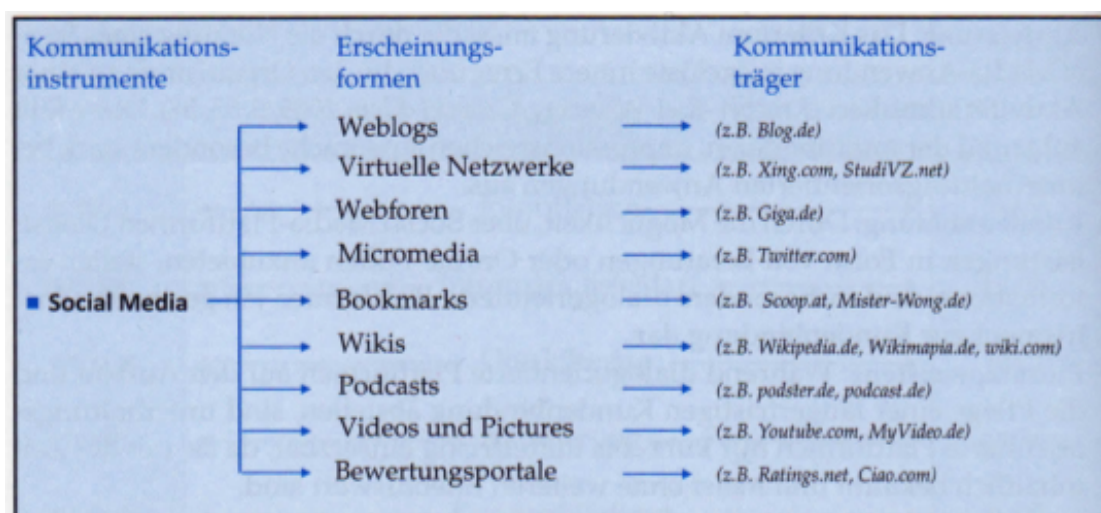 Kommunikations- Erscheinungs- Kommunikations-
instrumente formen träger
Weblogs (z.B. Blog.de)
Virtuelle Netzwerke (z.B. Xing.com, StudiVZ.net)
Webforen (z.B. Giga.de)
Micromedia (z.B. Twitter.com)
■ Social Media Bookmarks (z.B. Scoop.at, Mister-Wong.de)
Wikis (z.B. Wikipedia.de, Wikimapia.de, wiki.com)
Podcasts (z.B. podster.de, podcast.de)
Videos und Pictures (z.B. Youtube.com, MyVideo.de)
Bewertungsportale (z.B. Ratings.net, Ciao.com)